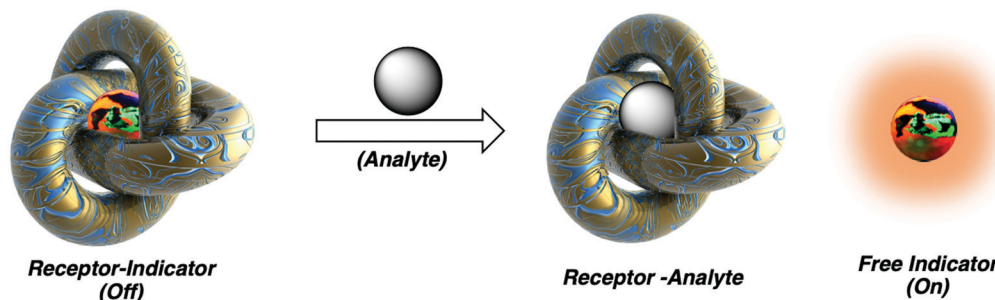 (Analyte)
Receptor-Indicator
(Off)
Receptor -Analyte
Free Indicator
(On)